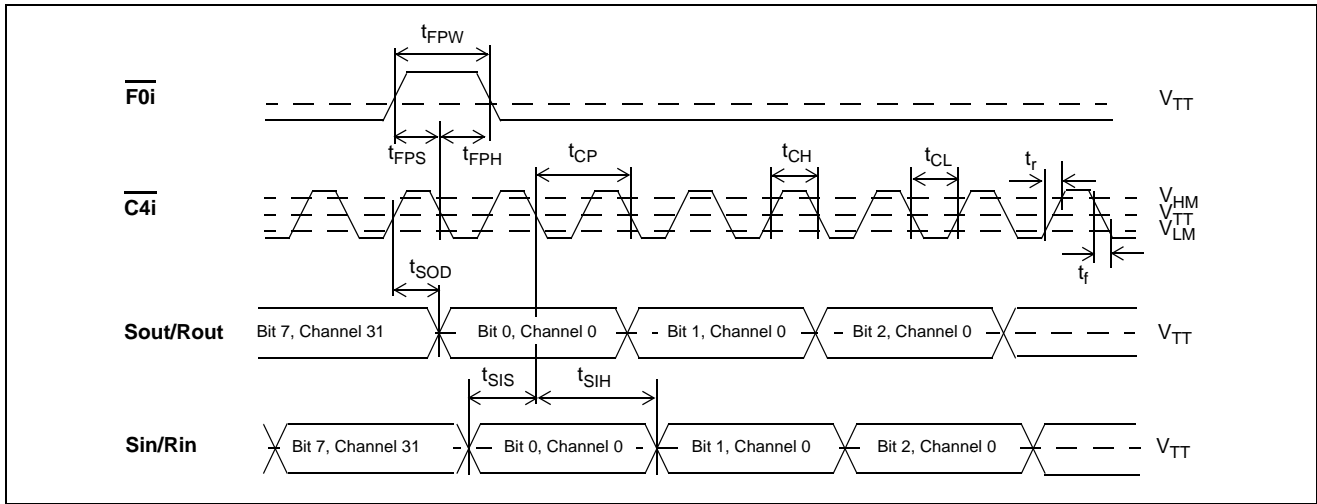 tFPW
F0i
VTT
tFPS
tFPH
tCP
tCH
tCL
tr
C4i
VHM
VTT
VLM
tSOD
tf
Sout/Rout
Bit 7, Channel 31
Bit 0, Channel 0
Bit 1, Channel 0
Bit 2, Channel 0
VTT
tSIS
tSIH
Sin/Rin
Bit 7, Channel 31
Bit 0, Channel 0
Bit 1, Channel 0
Bit 2, Channel 0
VTT